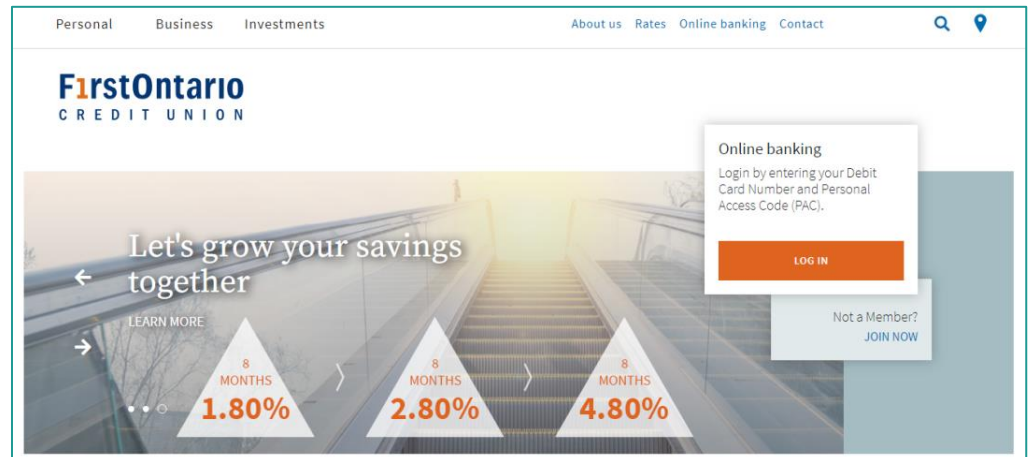 Personal Business Investments About us Rates Online banking Contact
F1rstOntario
CREDIT UNION
Online banking
Login by entering your Debit
Card Number and Personal
Access Code (PAC).
LOG IN
Not a Member?
JOIN NOW
Let's grow your savings
together
LEARN MORE
8
MONTHS
1.80%
8
MONTHS
2.80%
8
MONTHS
4.80%